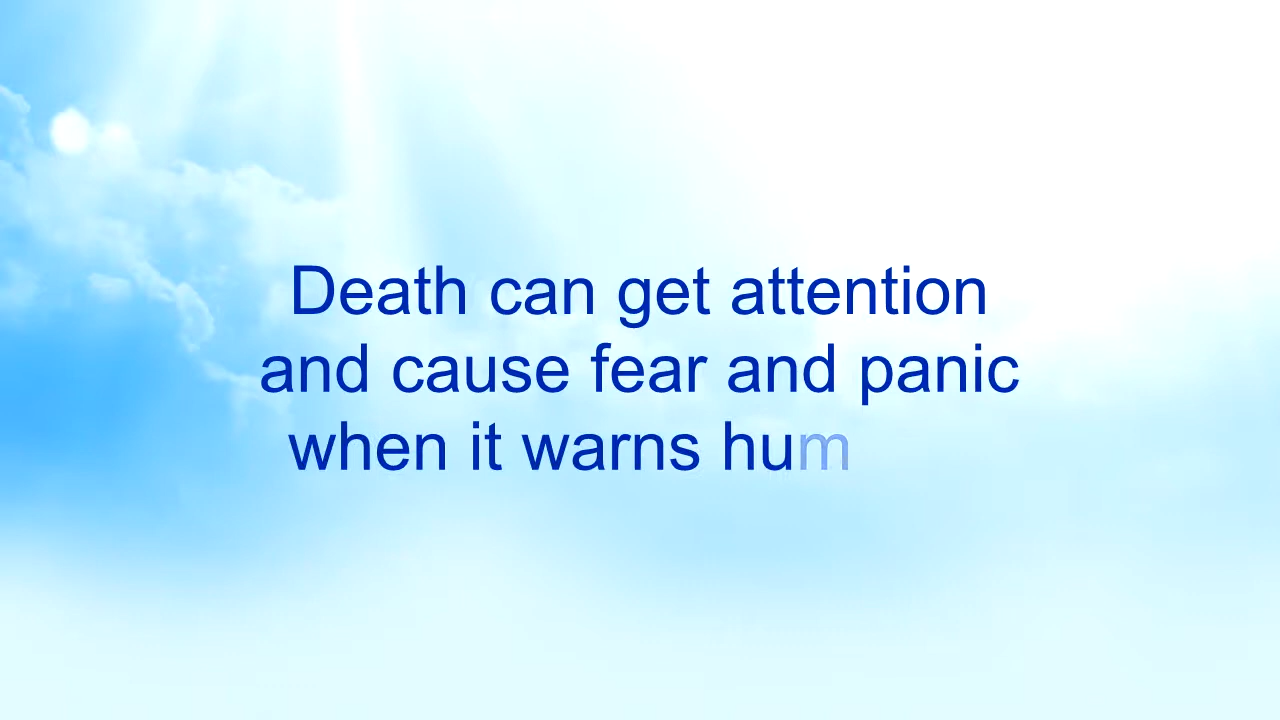 Death can get attention
and cause fear and panic
when it warns hum